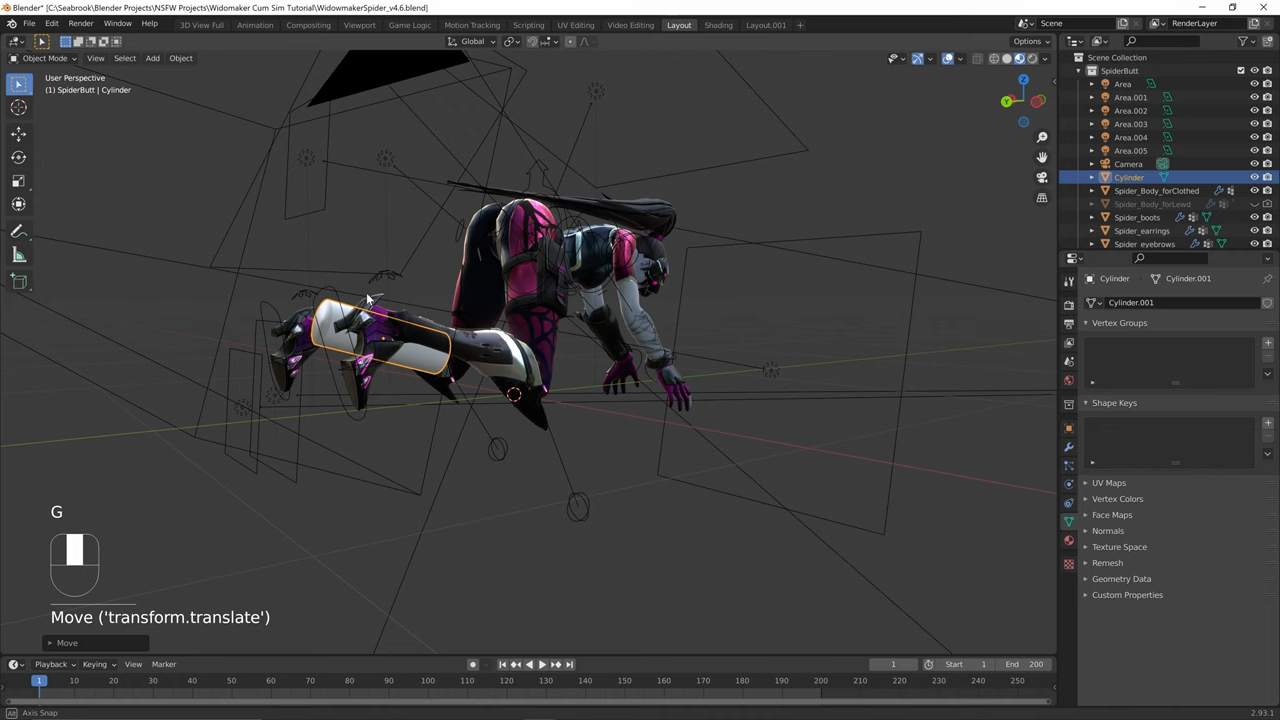 Blender* [C:\Seabrook\Blender Projects\NSFW Projects\Widomaker Cum Sim Tutorial\WidowmakerSpider_v4.6.blend]
File Edit Render Window Help 3D View Full Animation Compositing Viewport Game Logic Motion Tracking Scripting UV Editing Video Editing Layout Shading Layout.001 Scene RenderLayer
Global Options
Object Mode View Select Add Object
Scene Collection
SpiderButt
User Perspective
(1) SpiderButt | Cylinder
Area
Area.001
Area.002
Area.003
Area.004
Area.005
Camera
Cylinder
Spider_Body_forClothed
Spider_Body_forLewd
Spider_boots
Spider_earrings
Spider_eyebrows
Z
Y
Cylinder Cylinder.001
Cylinder.001
Vertex Groups
Shape Keys
UV Maps
Vertex Colors
Face Maps
Normals
Texture Space
Remesh
Geometry Data
Custom Properties
G
Move ('transform.translate')
Move
Playback Keying View Marker 1 Start 1 End 200
1 10 20 30 40 50 60 70 80 90 100 110 120 130 140 150 160 170 180 190 200 210 220 230 240 250
Alt Axis Snap 2.93.1